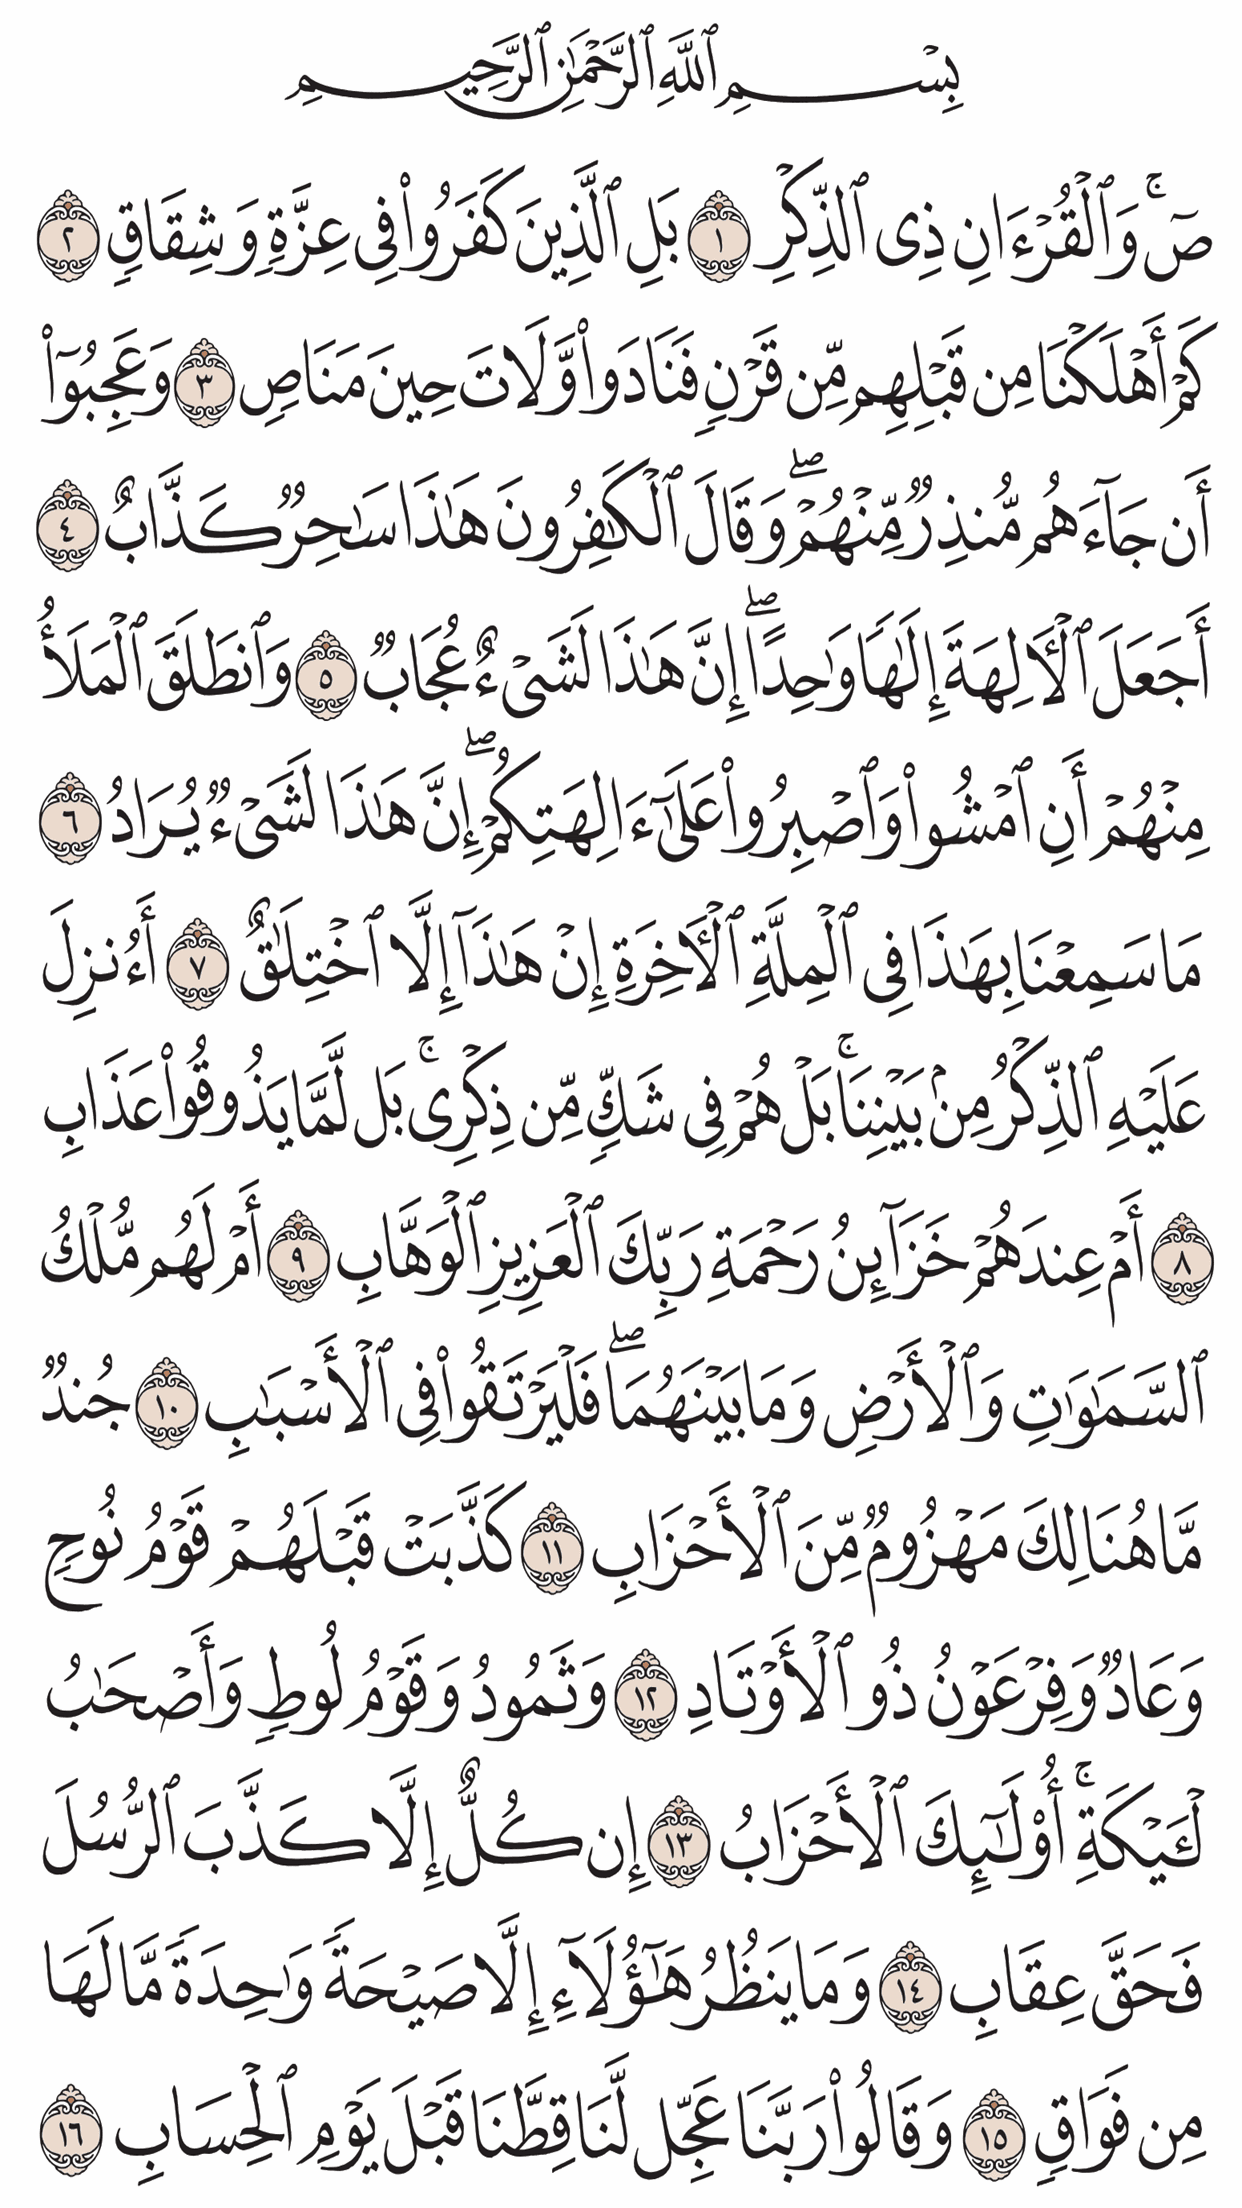 بِسۡمِ ٱللَّهِ ٱلرَّحۡمَٰنِ ٱلرَّحِيمِ
صٓۚ وَٱلۡقُرۡءَانِ ذِي ٱلذِّكۡرِ ١ بَلِ ٱلَّذِينَ كَفَرُواْ فِي عِزَّةٖ وَشِقَاقٖ ٢
كَمۡ أَهۡلَكۡنَا مِن قَبۡلِهِم مِّن قَرۡنٖ فَنَادَواْ وَّلَاتَ حِينَ مَنَاصٖ ٣ وَعَجِبُوٓاْ
أَن جَآءَهُم مُّنذِرٞ مِّنۡهُمۡۖ وَقَالَ ٱلۡكَٰفِرُونَ هَٰذَا سَٰحِرٞ كَذَّابٌ ٤
أَجَعَلَ ٱلۡأٓلِهَةَ إِلَٰهٗا وَٰحِدًاۖ إِنَّ هَٰذَا لَشَيۡءٌ عُجَابٞ ٥ وَٱنطَلَقَ ٱلۡمَلَأُ
مِنۡهُمۡ أَنِ ٱمۡشُواْ وَٱصۡبِرُواْ عَلَىٰٓ ءَالِهَتِكُمۡۖ إِنَّ هَٰذَا لَشَيۡءٞ يُرَادُ ٦
مَا سَمِعۡنَا بِهَٰذَا فِي ٱلۡمِلَّةِ ٱلۡأٓخِرَةِ إِنۡ هَٰذَآ إِلَّا ٱخۡتِلَٰقٌ ٧ أَءُنزِلَ
عَلَيۡهِ ٱلذِّكۡرُ مِنۢ بَيۡنِنَاۚ بَلۡ هُمۡ فِي شَكّٖ مِّن ذِكۡرِيۚ بَل لَّمَّا يَذُوقُواْ عَذَابِ
٨ أَمۡ عِندَهُمۡ خَزَآئِنُ رَحۡمَةِ رَبِّكَ ٱلۡعَزِيزِ ٱلۡوَهَّابِ ٩ أَمۡ لَهُم مُّلۡكُ
ٱلسَّمَٰوَٰتِ وَٱلۡأَرۡضِ وَمَا بَيۡنَهُمَاۖ فَلۡيَرۡتَقُواْ فِي ٱلۡأَسۡبَٰبِ ١٠ جُندٞ
مَّا هُنَالِكَ مَهۡزُومٞ مِّنَ ٱلۡأَحۡزَابِ ١١ كَذَّبَتۡ قَبۡلَهُمۡ قَوۡمُ نُوحٖ
وَعَادٞ وَفِرۡعَوۡنُ ذُو ٱلۡأَوۡتَادِ ١٢ وَثَمُودُ وَقَوۡمُ لُوطٖ وَأَصۡحَٰبُ
لۡـَٔيۡكَةِۚ أُوْلَٰٓئِكَ ٱلۡأَحۡزَابُ ١٣ إِن كُلٌّ إِلَّا كَذَّبَ ٱلرُّسُلَ
فَحَقَّ عِقَابِ ١٤ وَمَا يَنظُرُ هَٰٓؤُلَآءِ إِلَّا صَيۡحَةٗ وَٰحِدَةٗ مَّا لَهَا
مِن فَوَاقٖ ١٥ وَقَالُواْ رَبَّنَا عَجِّل لَّنَا قِطَّنَا قَبۡلَ يَوۡمِ ٱلۡحِسَابِ ١٦